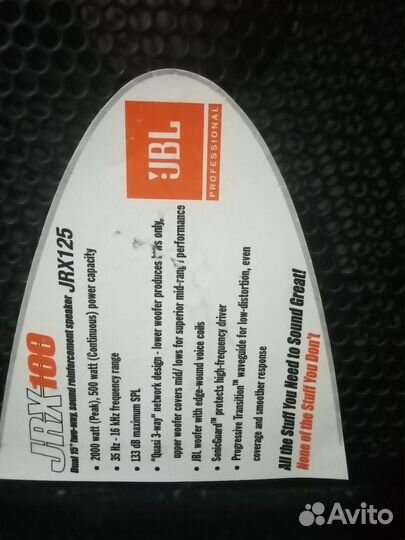 JBL
PROFESSIONAL
JRX100
Dual 15" two-way, sound reinforcement speaker JRX125
• 2000 watt (Peak), 500 watt (Continuous) power capacity
• 35 Hz - 16 kHz frequency range
• 133 dB maximum SPL
• "Quasi 3-way" network design - lower woofer produces lows only,
upper woofer covers mid/ lows for superior mid-range performance
• JBL woofer with edge-wound voice coils
• SonicGuard™ protects high-frequency driver
• Progressive Transition™ waveguide for low-distortion, even
coverage and smoother response
All the Stuff You Need to Sound Great!
None of the Stuff You Don't
Avito